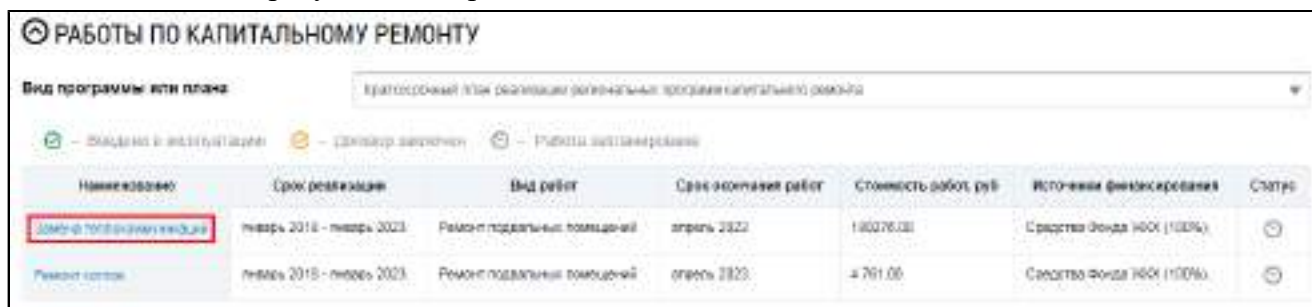 РАБОТЫ ПО КАПИТАЛЬНОМУ РЕМОНТУ
Вид программы или плана Краткосрочный план реализации региональных программ капитального ремонта
– Введено в эксплуатацию – Договор заключен – Работы запланированы
Наименование Срок реализации Вид работ Срок окончания работ Стоимость работ, руб Источники финансирования Статус
январь 2018 - январь 2023 Ремонт подвальных помещений апрель 2022 Средства Фонда ЖКХ (100%).
Ремонт январь 2018 - январь 2023 Ремонт подвальных помещений апрель 2023 4 761.00 Средства Фонда ЖКХ (100%).